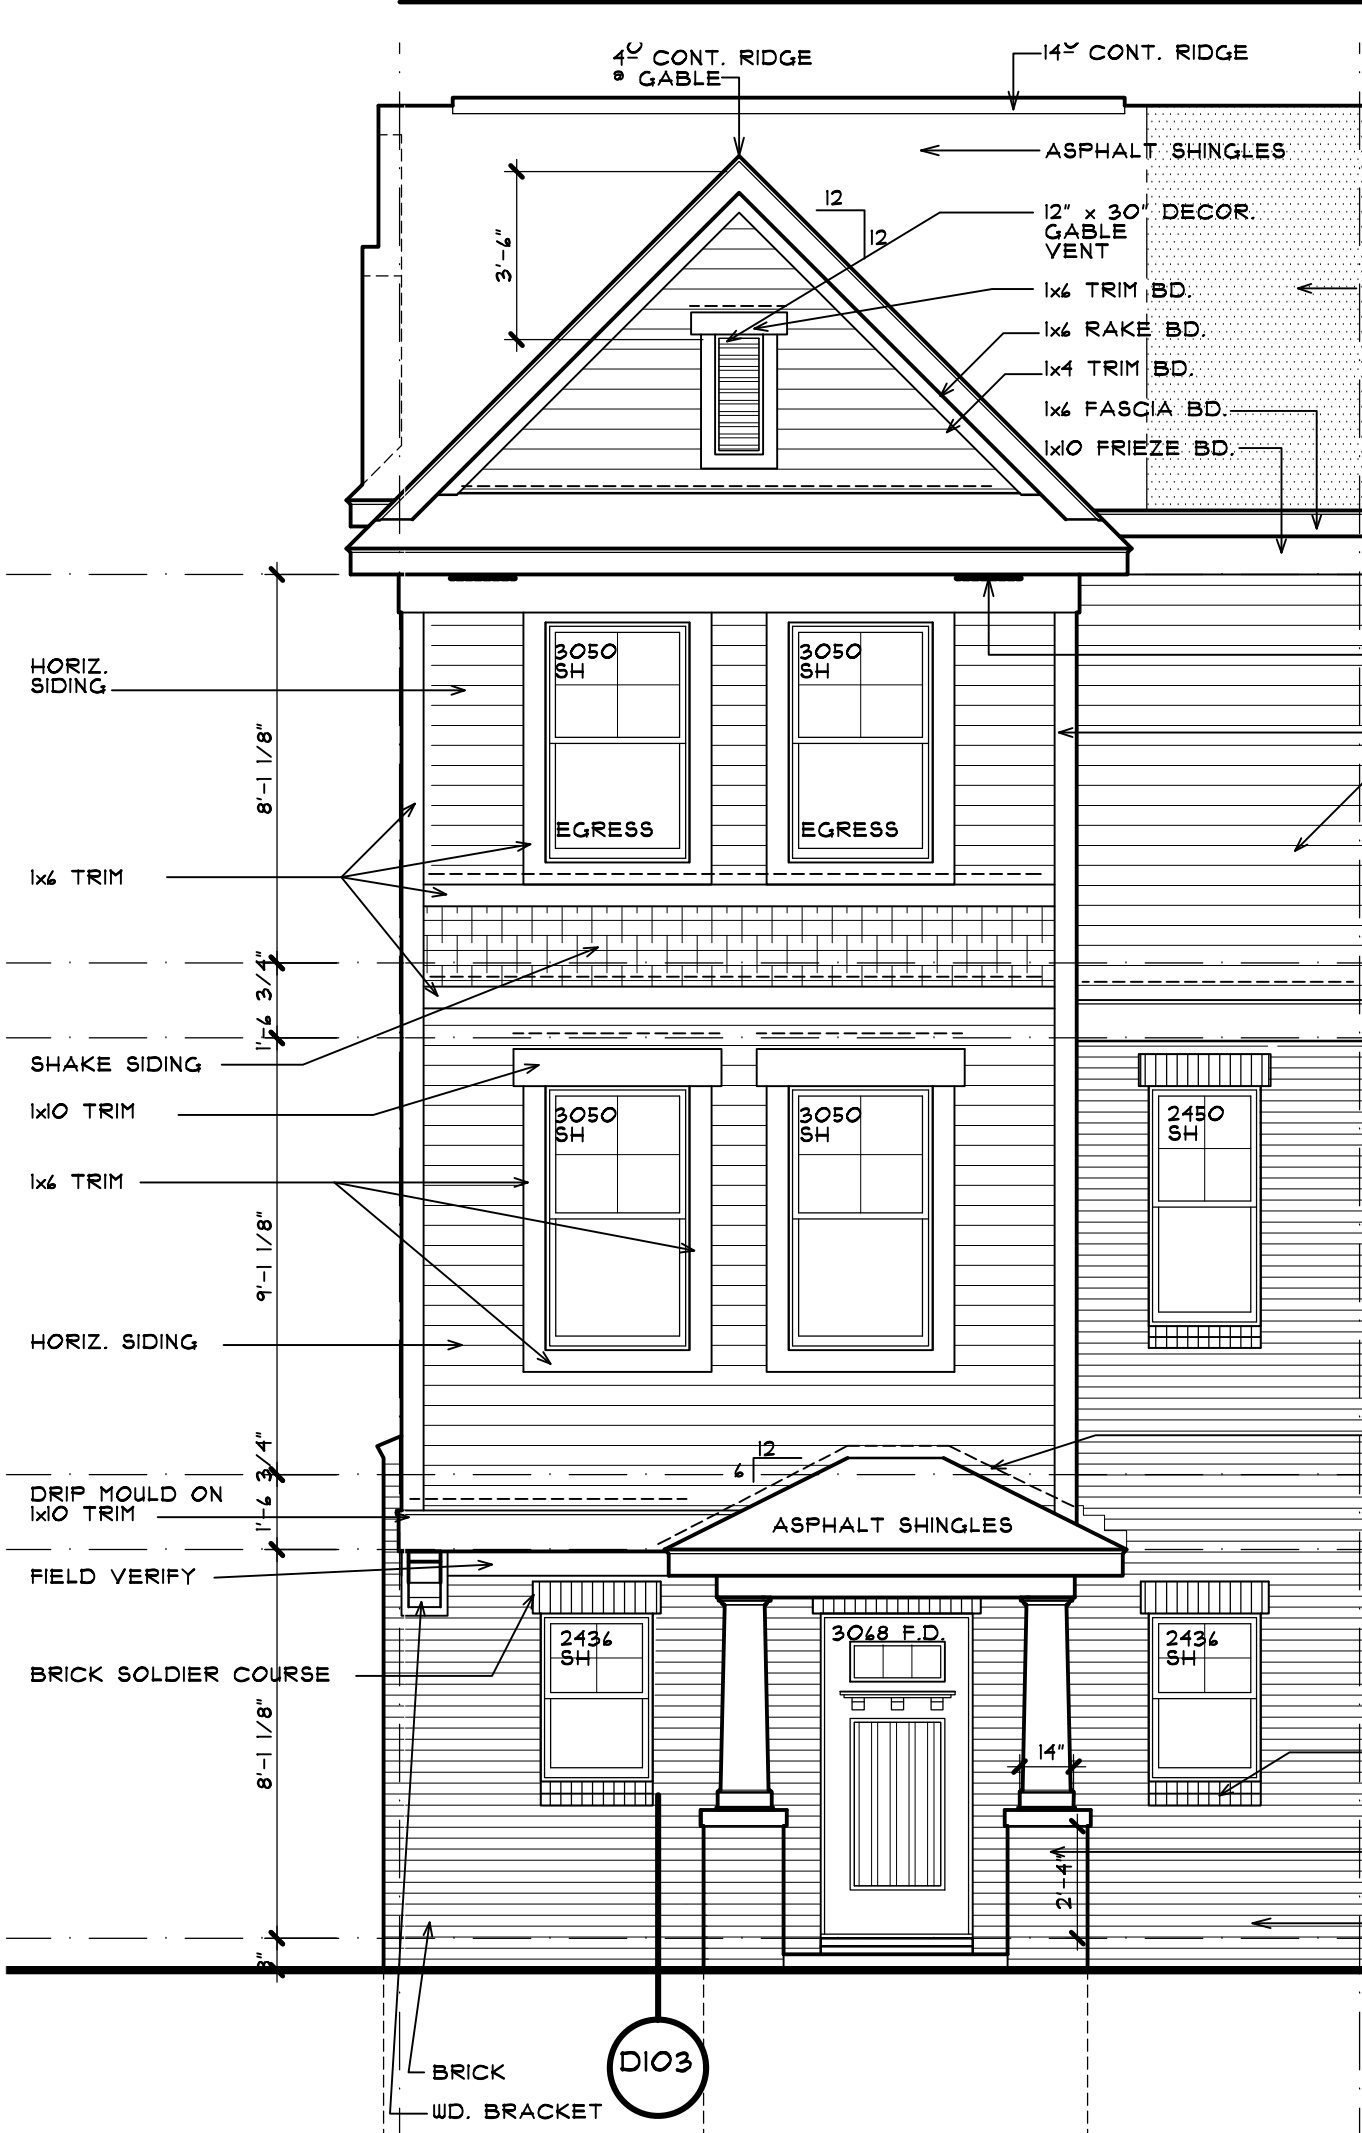 4º CONT. RIDGE
@ GABLE
14º CONT. RIDGE
ASPHALT SHINGLES
12
12
12" x 30" DECOR.
GABLE
VENT
3'-6"
1x6 TRIM BD.
1x6 RAKE BD.
1x4 TRIM BD.
1x6 FASCIA BD.
1x10 FRIEZE BD.
HORIZ.
SIDING
3050
SH
3050
SH
8'-1 1/8"
EGRESS
EGRESS
1x6 TRIM
1'-6 3/4"
SHAKE SIDING
1x10 TRIM
3050
SH
3050
SH
2450
SH
1x6 TRIM
9'-1 1/8"
HORIZ. SIDING
12
6
1'-6 3/4"
DRIP MOULD ON
1x10 TRIM
ASPHALT SHINGLES
FIELD VERIFY
2436
SH
3068 F.D.
2436
SH
BRICK SOLDIER COURSE
8'-1 1/8"
14"
2'-4"
8"
D103
BRICK
WD. BRACKET